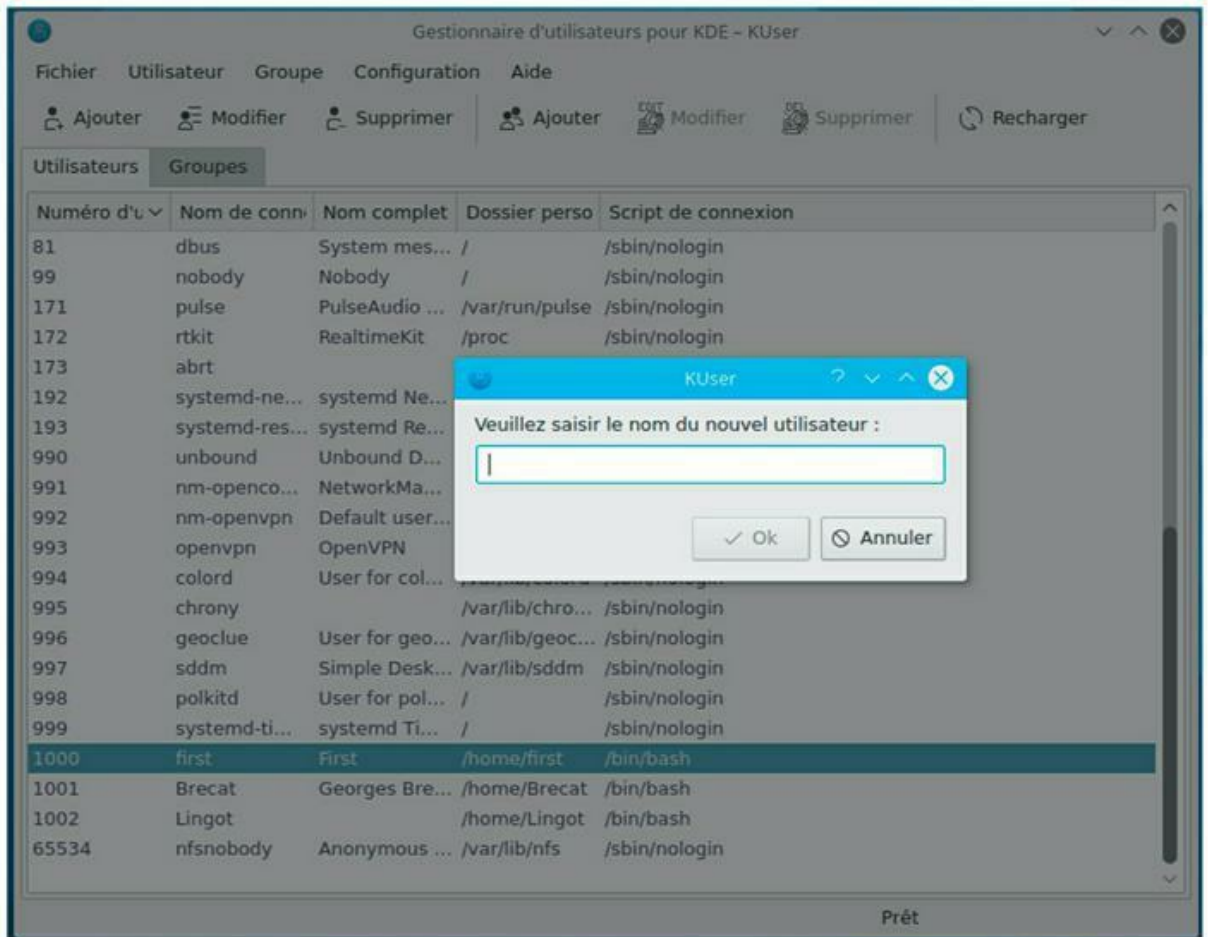 Gestionnaire d'utilisateurs pour KDE – KUser
Fichier Utilisateur Groupe Configuration Aide
Ajouter Modifier Supprimer Ajouter Modifier Supprimer Recharger
Utilisateurs Groupes
Numéro d'u Nom de conn Nom complet Dossier perso Script de connexion
81 dbus System mes... / /sbin/nologin
99 nobody Nobody / /sbin/nologin
171 pulse PulseAudio ... /var/run/pulse /sbin/nologin
172 rtkit RealtimeKit /proc /sbin/nologin
173 abrt
192 systemd-ne... systemd Ne...
193 systemd-res... systemd Re...
990 unbound Unbound D...
991 nm-openco... NetworkMa...
992 nm-openvpn Default user...
993 openvpn OpenVPN
994 colord User for col...
995 chrony /var/lib/chro... /sbin/nologin
996 geoclue User for geo... /var/lib/geoc... /sbin/nologin
997 sddm Simple Desk... /var/lib/sddm /sbin/nologin
998 polkitd User for pol... / /sbin/nologin
999 systemd-ti... systemd Ti... / /sbin/nologin
1000 first First /home/first /bin/bash
1001 Brecat Georges Bre... /home/Brecat /bin/bash
1002 Lingot /home/Lingot /bin/bash
65534 nfsnobody Anonymous ... /var/lib/nfs /sbin/nologin
KUser
Veuillez saisir le nom du nouvel utilisateur :
Ok Annuler
Prêt